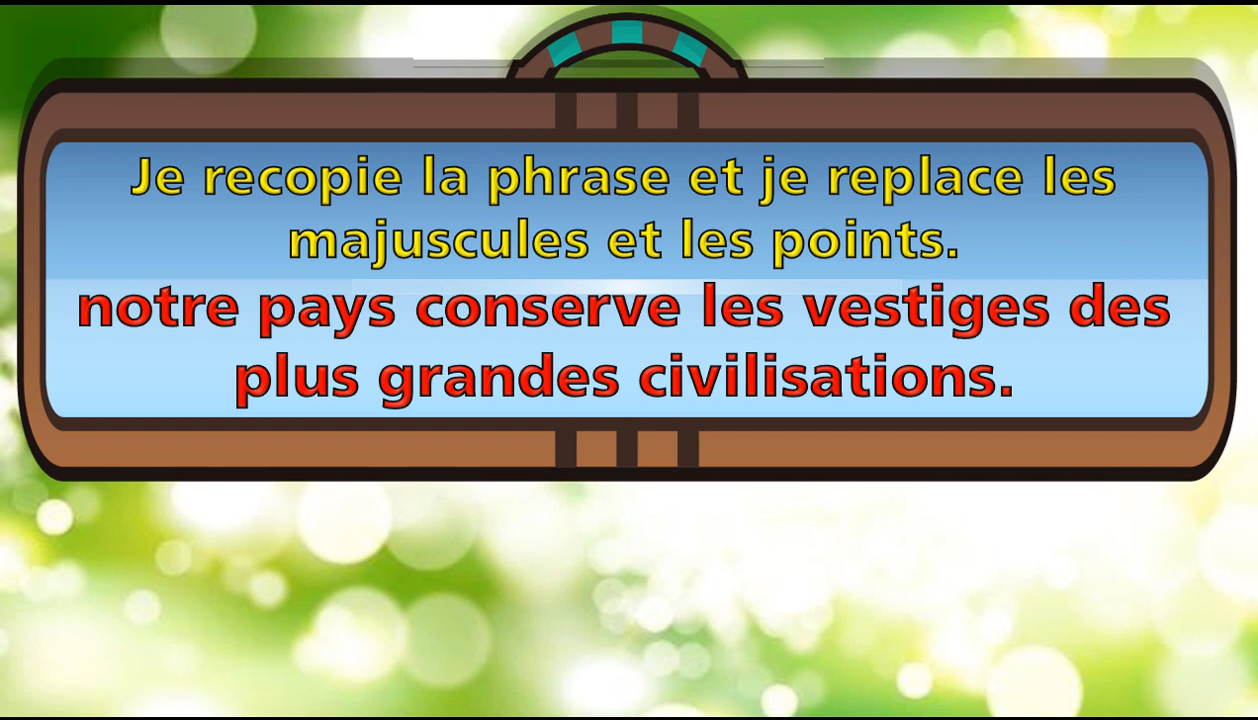 Je recopie la phrase et je replace les
majuscules et les points.
notre pays conserve les vestiges des
plus grandes civilisations.